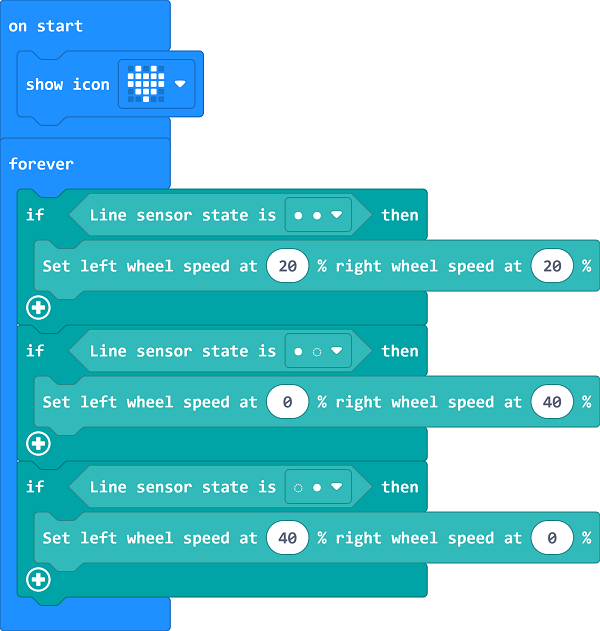 on start
show icon
forever
if Line sensor state is then
Set left wheel speed at 20 % right wheel speed at 20 %
if Line sensor state is then
Set left wheel speed at 0 % right wheel speed at 40 %
if Line sensor state is then
Set left wheel speed at 40 % right wheel speed at 0 %